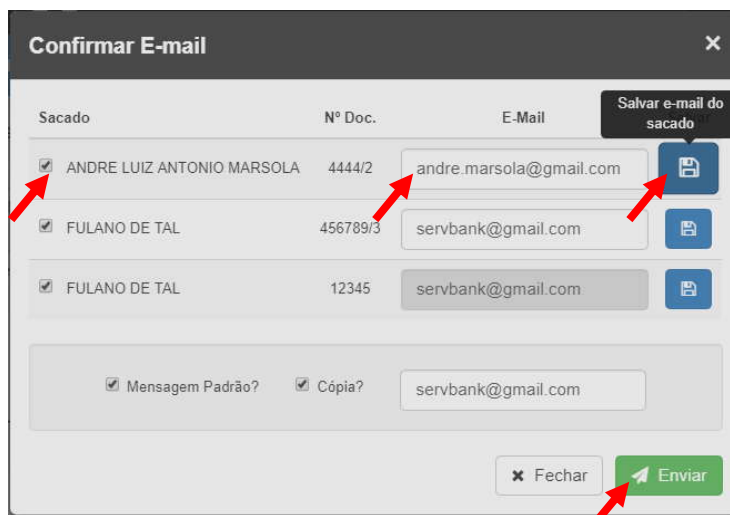 Confirmar E-mail ×
Salvar e-mail do
sacado
Sacado Nº Doc. E-Mail
ANDRE LUIZ ANTONIO MARSOLA 4444/2 andre.marsola@gmail.com
FULANO DE TAL 456789/3 servbank@gmail.com
FULANO DE TAL 12345 servbank@gmail.com
Mensagem Padrão? Cópia? servbank@gmail.com
Fechar Enviar